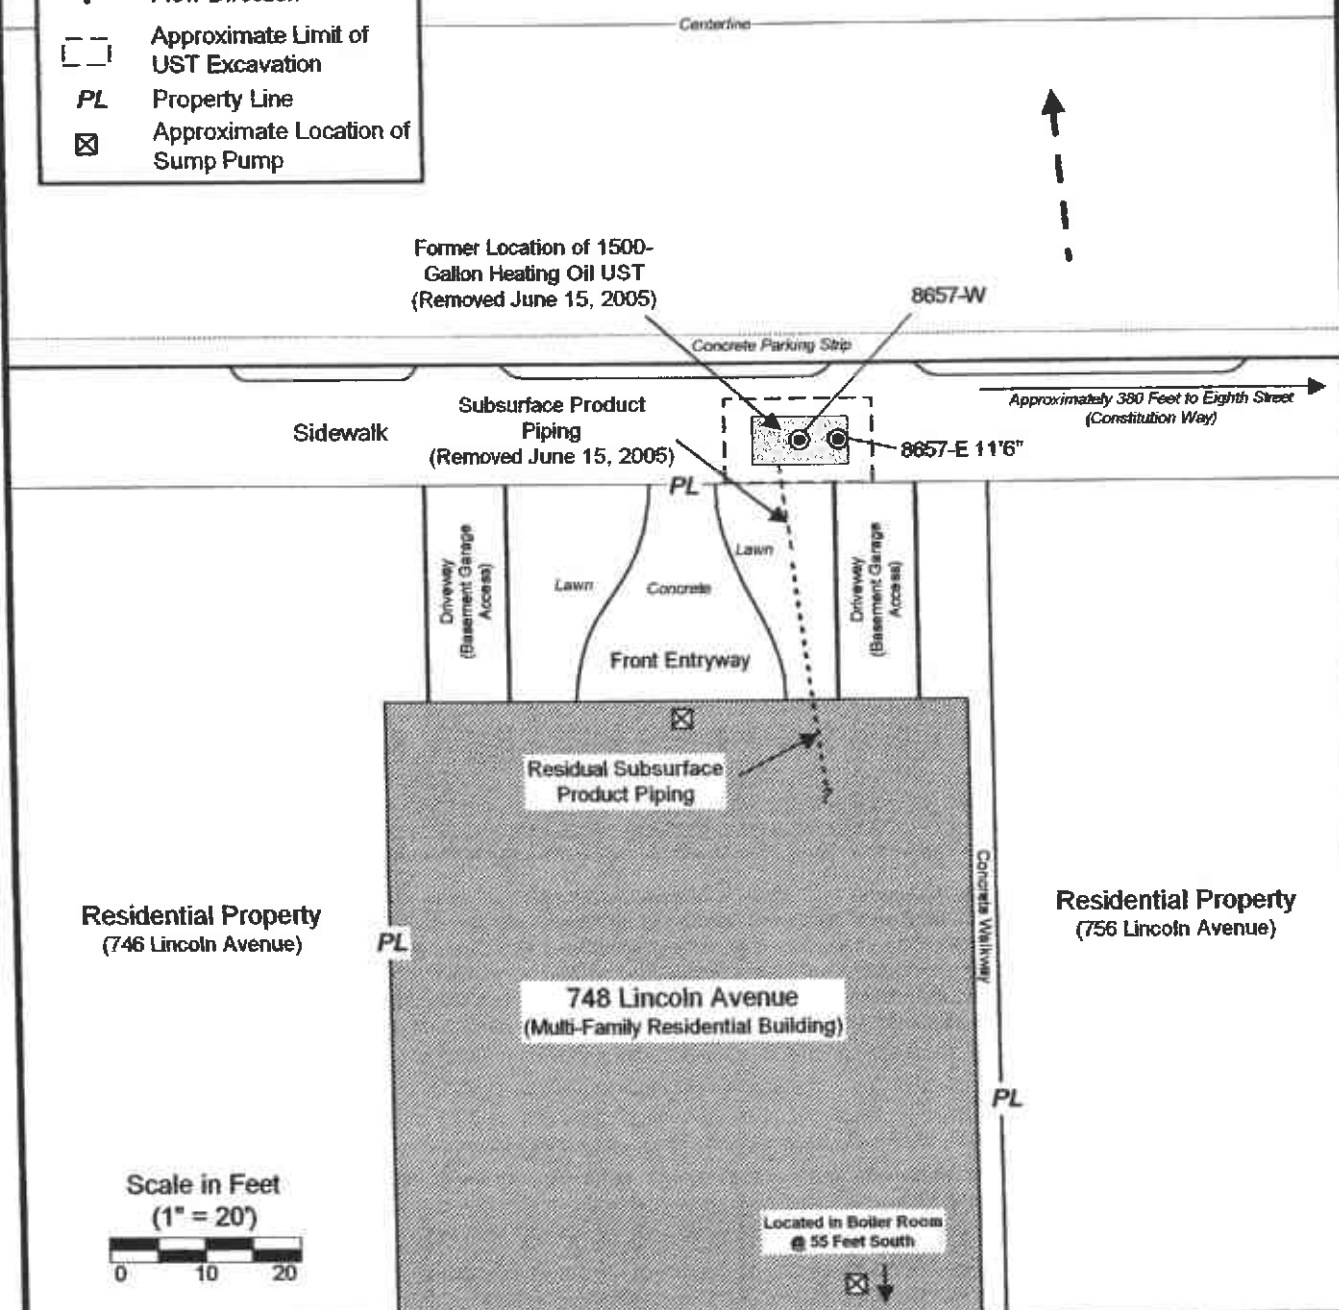 Centerline
Approximate Limit of
UST Excavation
PL Property Line
Approximate Location of
Sump Pump
Former Location of 1500-
Gallon Heating Oil UST
(Removed June 15, 2005)
8657-W
Concrete Parking Strip
Approximately 380 Feet to Eighth Street
(Constitution Way)
Subsurface Product
Piping
(Removed June 15, 2005)
Sidewalk
8657-E 11'6"
PL
Driveway
(Basement Garage
Access)
Lawn
Concrete
Lawn
Driveway
(Basement Garage
Access)
Front Entryway
Residual Subsurface
Product Piping
Residential Property
(746 Lincoln Avenue)
PL
Concrete Walkway
Residential Property
(756 Lincoln Avenue)
748 Lincoln Avenue
(Multi-Family Residential Building)
PL
Scale in Feet
(1" = 20')
0 10 20
Located in Boiler Room
@ 55 Feet South